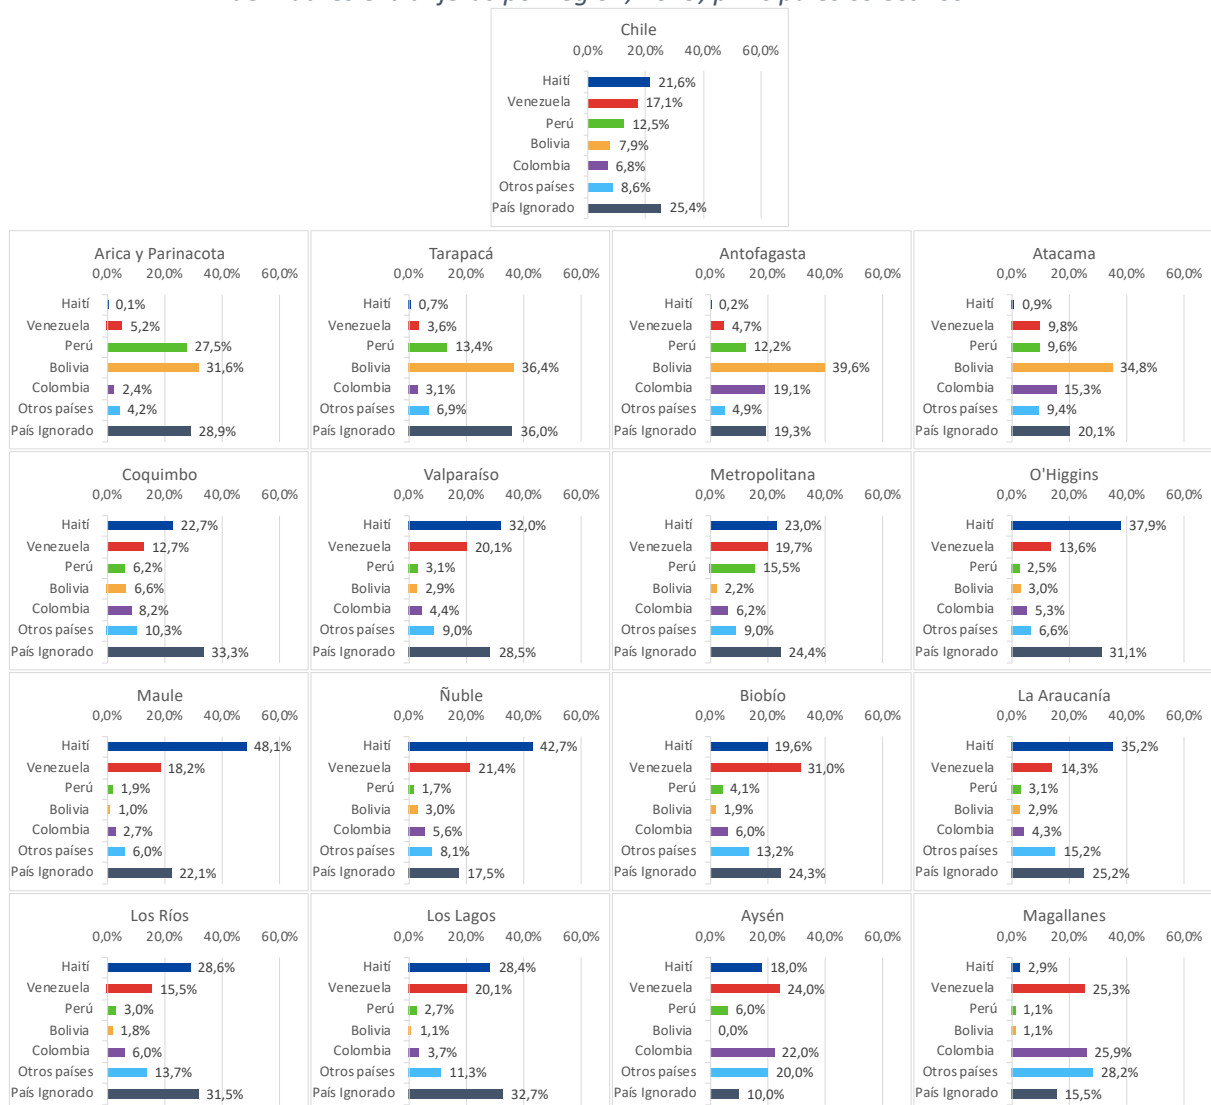 Chile
0,0% 20,0% 40,0% 60,0%
Haití 21,6%
Venezuela 17,1%
Perú 12,5%
Bolivia 7,9%
Colombia 6,8%
Otros países 8,6%
País Ignorado 25,4%
Arica y Parinacota
0,0% 20,0% 40,0% 60,0%
Haití 0,1%
Venezuela 5,2%
Perú 27,5%
Bolivia 31,6%
Colombia 2,4%
Otros países 4,2%
País Ignorado 28,9%
Tarapacá
0,0% 20,0% 40,0% 60,0%
Haití 0,7%
Venezuela 3,6%
Perú 13,4%
Bolivia 36,4%
Colombia 3,1%
Otros países 6,9%
País Ignorado 36,0%
Antofagasta
0,0% 20,0% 40,0% 60,0%
Haití 0,2%
Venezuela 4,7%
Perú 12,2%
Bolivia 39,6%
Colombia 19,1%
Otros países 4,9%
País Ignorado 19,3%
Atacama
0,0% 20,0% 40,0% 60,0%
Haití 0,9%
Venezuela 9,8%
Perú 9,6%
Bolivia 34,8%
Colombia 15,3%
Otros países 9,4%
País Ignorado 20,1%
Coquimbo
0,0% 20,0% 40,0% 60,0%
Haití 22,7%
Venezuela 12,7%
Perú 6,2%
Bolivia 6,6%
Colombia 8,2%
Otros países 10,3%
País Ignorado 33,3%
Valparaíso
0,0% 20,0% 40,0% 60,0%
Haití 32,0%
Venezuela 20,1%
Perú 3,1%
Bolivia 2,9%
Colombia 4,4%
Otros países 9,0%
País Ignorado 28,5%
Metropolitana
0,0% 20,0% 40,0% 60,0%
Haití 23,0%
Venezuela 19,7%
Perú 15,5%
Bolivia 2,2%
Colombia 6,2%
Otros países 9,0%
País Ignorado 24,4%
O'Higgins
0,0% 20,0% 40,0% 60,0%
Haití 37,9%
Venezuela 13,6%
Perú 2,5%
Bolivia 3,0%
Colombia 5,3%
Otros países 6,6%
País Ignorado 31,1%
Maule
0,0% 20,0% 40,0% 60,0%
Haití 48,1%
Venezuela 18,2%
Perú 1,9%
Bolivia 1,0%
Colombia 2,7%
Otros países 6,0%
País Ignorado 22,1%
Ñuble
0,0% 20,0% 40,0% 60,0%
Haití 42,7%
Venezuela 21,4%
Perú 1,7%
Bolivia 3,0%
Colombia 5,6%
Otros países 8,1%
País Ignorado 17,5%
Biobío
0,0% 20,0% 40,0% 60,0%
Haití 19,6%
Venezuela 31,0%
Perú 4,1%
Bolivia 1,9%
Colombia 6,0%
Otros países 13,2%
País Ignorado 24,3%
La Araucanía
0,0% 20,0% 40,0% 60,0%
Haití 35,2%
Venezuela 14,3%
Perú 3,1%
Bolivia 2,9%
Colombia 4,3%
Otros países 15,2%
País Ignorado 25,2%
Los Ríos
0,0% 20,0% 40,0% 60,0%
Haití 28,6%
Venezuela 15,5%
Perú 3,0%
Bolivia 1,8%
Colombia 6,0%
Otros países 13,7%
País Ignorado 31,5%
Los Lagos
0,0% 20,0% 40,0% 60,0%
Haití 28,4%
Venezuela 20,1%
Perú 2,7%
Bolivia 1,1%
Colombia 3,7%
Otros países 11,3%
País Ignorado 32,7%
Aysén
0,0% 20,0% 40,0% 60,0%
Haití 18,0%
Venezuela 24,0%
Perú 6,0%
Bolivia 0,0%
Colombia 22,0%
Otros países 20,0%
País Ignorado 10,0%
Magallanes
0,0% 20,0% 40,0% 60,0%
Haití 2,9%
Venezuela 25,3%
Perú 1,1%
Bolivia 1,1%
Colombia 25,9%
Otros países 28,2%
País Ignorado 15,5%